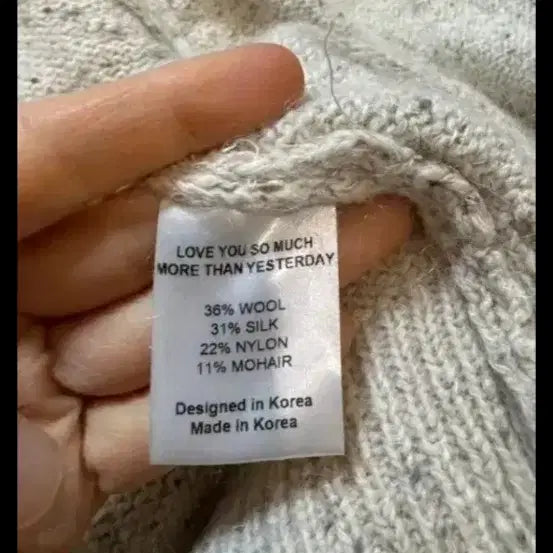 LOVE YOU SO MUCH
MORE THAN YESTERDAY
36% WOOL
31% SILK
22% NYLON
11% MOHAIR
Designed in Korea
Made in Korea